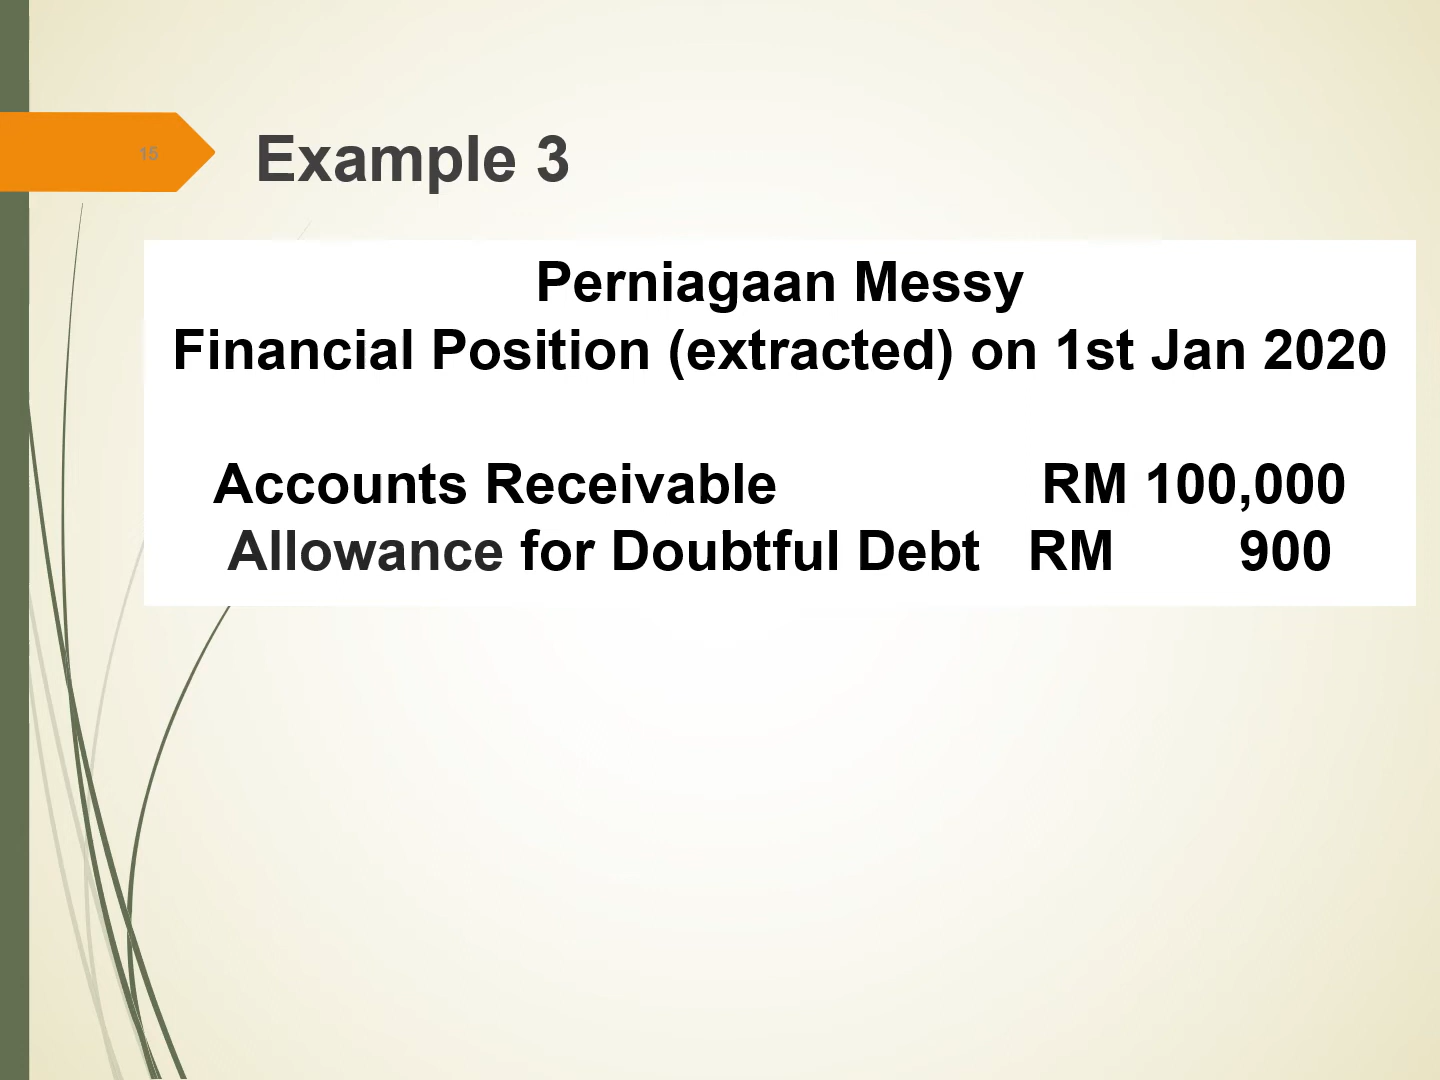 15
Example 3
Perniagaan Messy
Financial Position (extracted) on 1st Jan 2020
Accounts Receivable RM 100,000
Allowance for Doubtful Debt RM 900